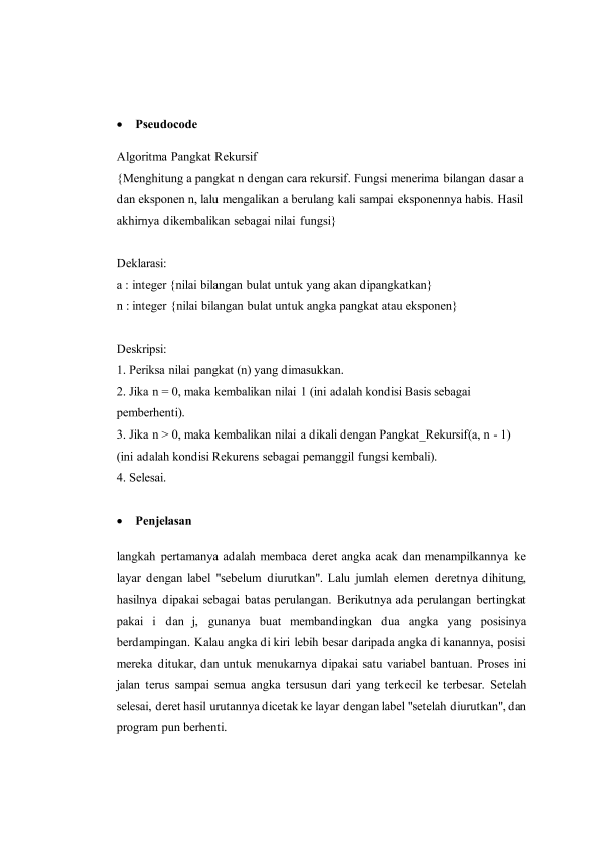 • Pseudocode
Algoritma Pangkat Rekursif
{Menghitung a pangkat n dengan cara rekursif. Fungsi menerima bilangan dasar a
dan eksponen n, lalu mengalikan a berulang kali sampai eksponennya habis. Hasil
akhirnya dikembalikan sebagai nilai fungsi}
Deklarasi:
a : integer {nilai bilangan bulat untuk yang akan dipangkatkan}
n : integer {nilai bilangan bulat untuk angka pangkat atau eksponen}
Deskripsi:
1. Periksa nilai pangkat (n) yang dimasukkan.
2. Jika n = 0, maka kembalikan nilai 1 (ini adalah kondisi Basis sebagai
pemberhenti).
3. Jika n > 0, maka kembalikan nilai a dikali dengan Pangkat_Rekursif(a, n - 1)
(ini adalah kondisi Rekurens sebagai pemanggil fungsi kembali).
4. Selesai.
• Penjelasan
langkah pertamanya adalah membaca deret angka acak dan menampilkannya ke
layar dengan label "sebelum diurutkan". Lalu jumlah elemen deretnya dihitung,
hasilnya dipakai sebagai batas perulangan. Berikutnya ada perulangan bertingkat
pakai i dan j, gunanya buat membandingkan dua angka yang posisinya
berdampingan. Kalau angka di kiri lebih besar daripada angka di kanannya, posisi
mereka ditukar, dan untuk menukarnya dipakai satu variabel bantuan. Proses ini
jalan terus sampai semua angka tersusun dari yang terkecil ke terbesar. Setelah
selesai, deret hasil urutannya dicetak ke layar dengan label "setelah diurutkan", dan
program pun berhenti.